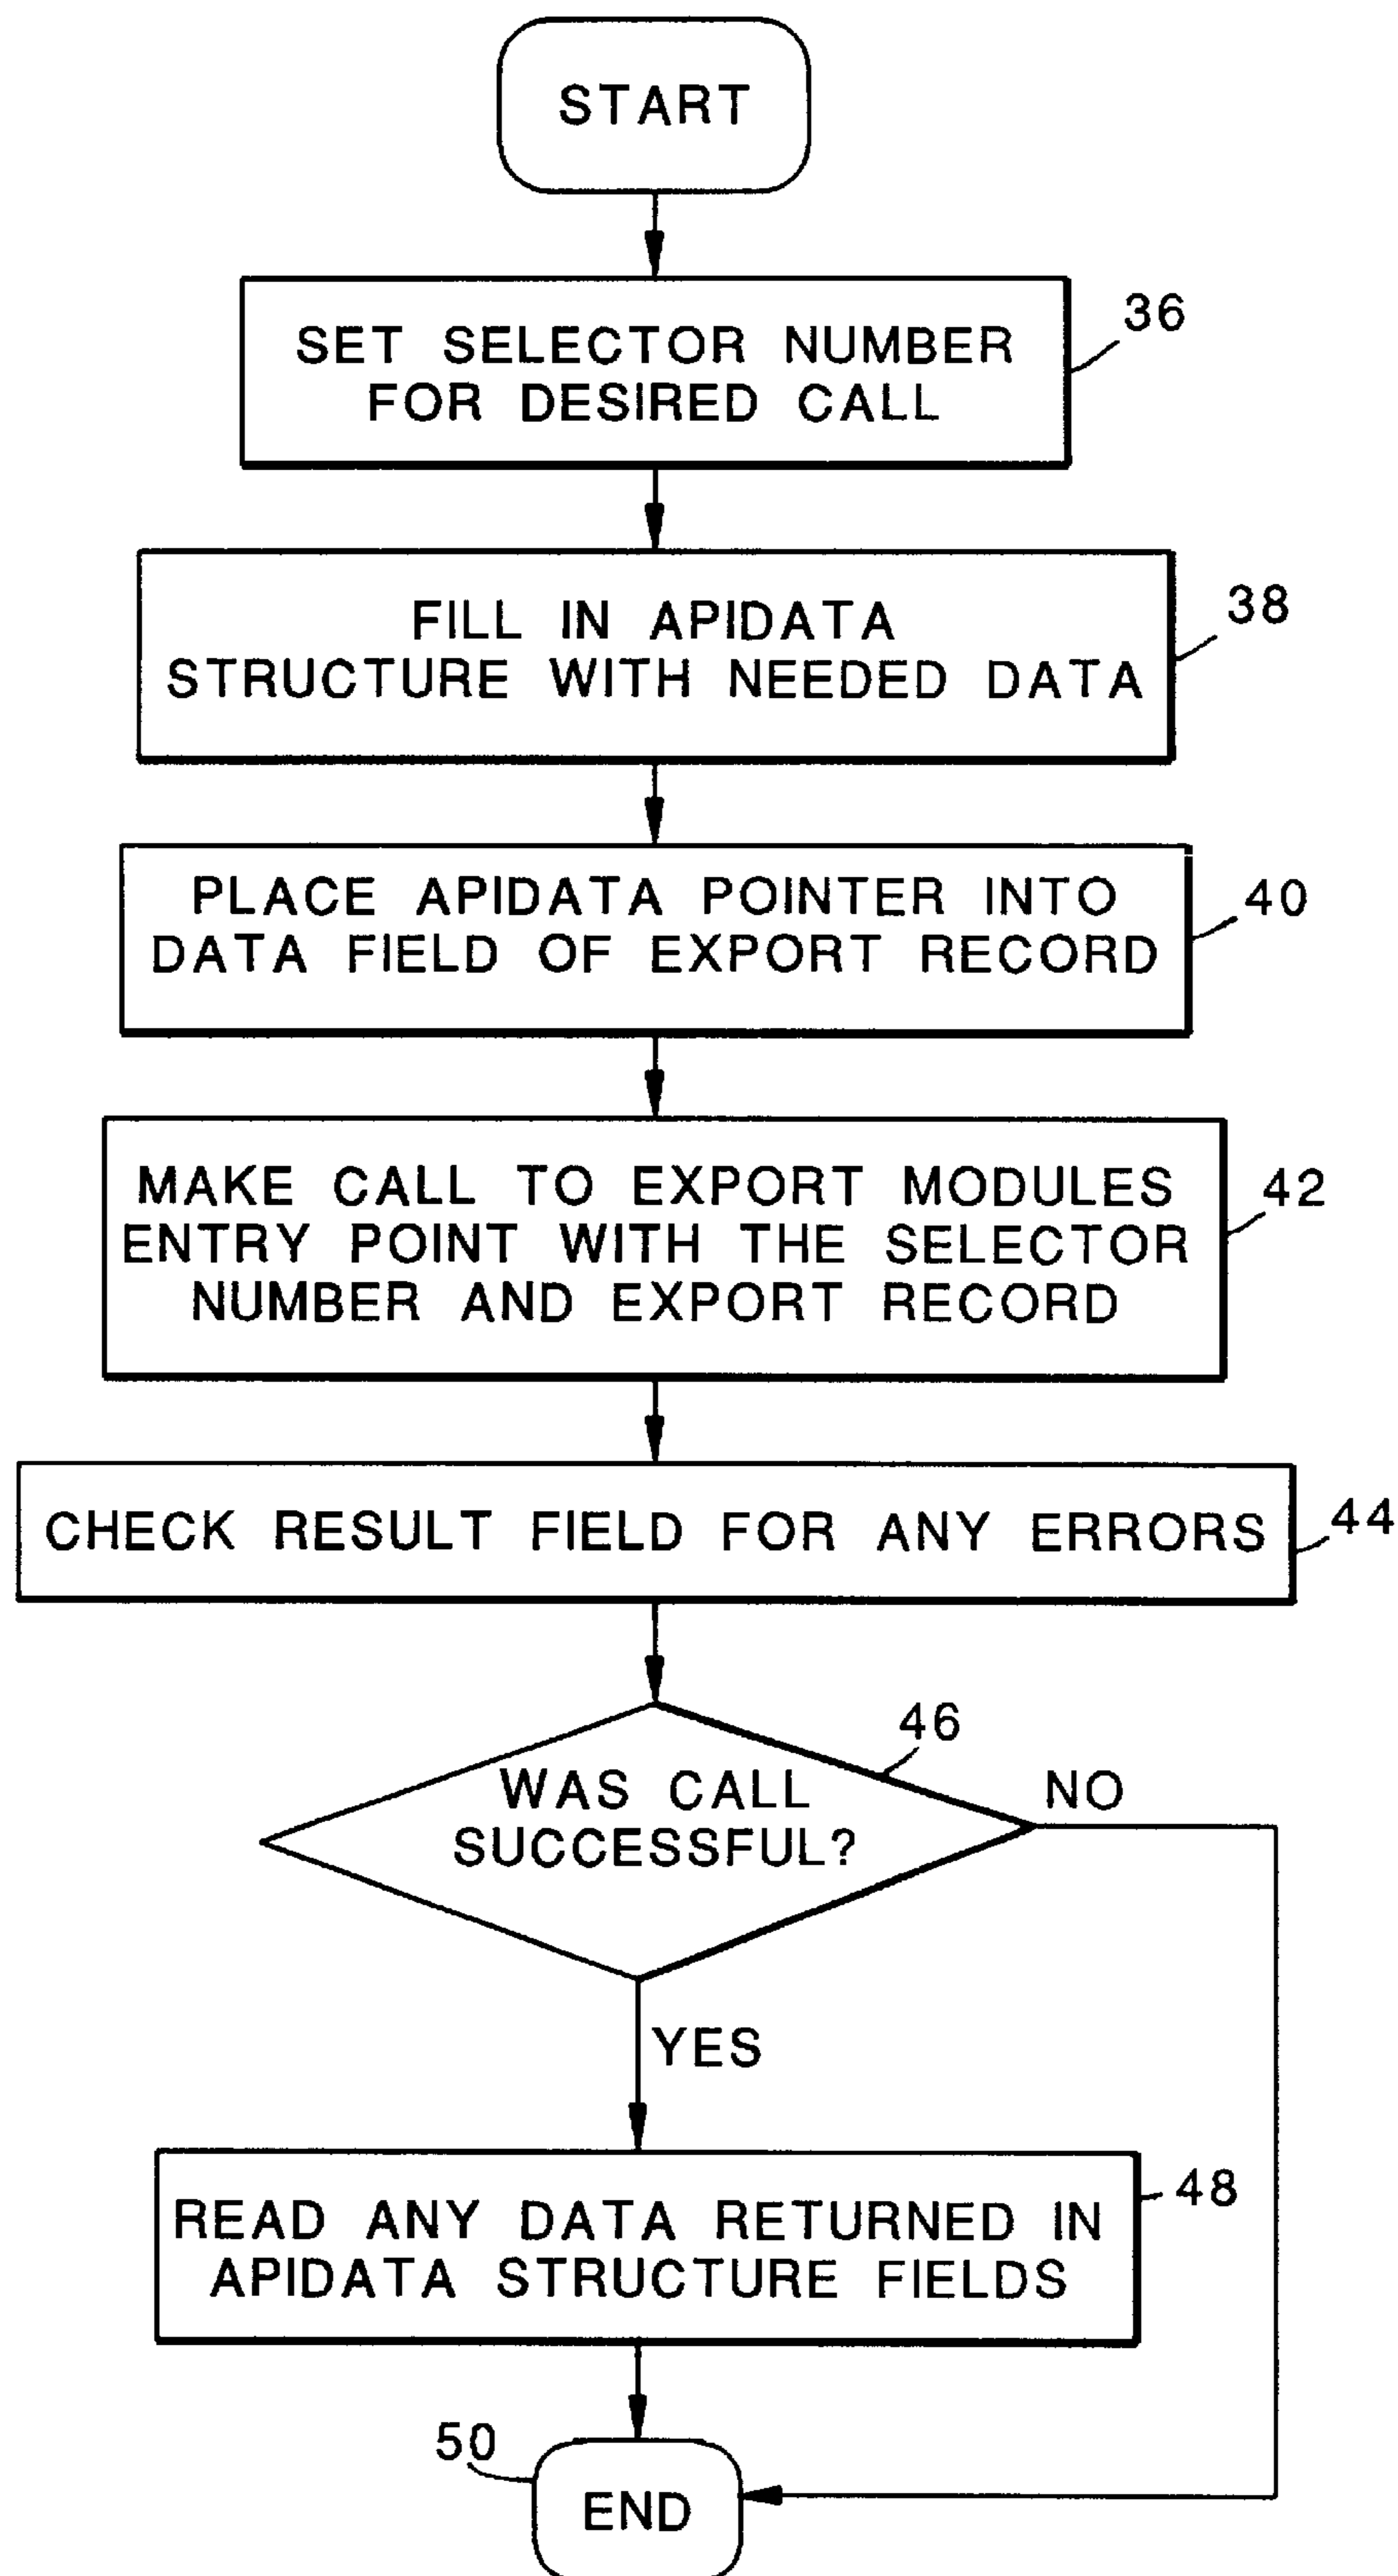 START
SET SELECTOR NUMBER
FOR DESIRED CALL
36
FILL IN APIDATA
STRUCTURE WITH NEEDED DATA
38
PLACE APIDATA POINTER INTO
DATA FIELD OF EXPORT RECORD
40
MAKE CALL TO EXPORT MODULES
ENTRY POINT WITH THE SELECTOR
NUMBER AND EXPORT RECORD
42
CHECK RESULT FIELD FOR ANY ERRORS
44
46
WAS CALL
SUCCESSFUL?
NO
YES
READ ANY DATA RETURNED IN
APIDATA STRUCTURE FIELDS
48
50
END